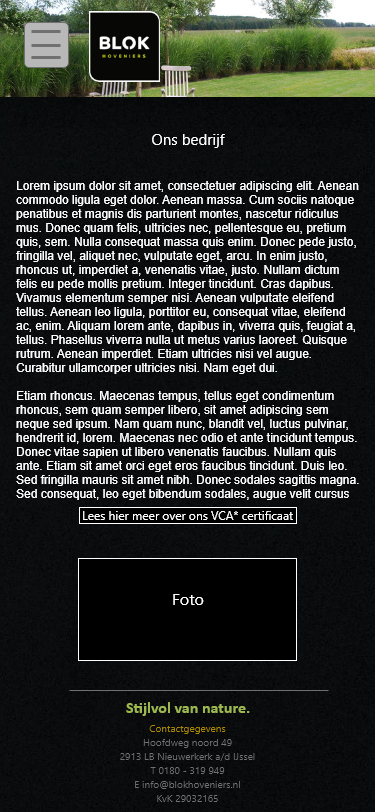 BLOK
HOVENIERS
Ons bedrijf
Lorem ipsum dolor sit amet, consectetuer adipiscing elit. Aenean
commodo ligula eget dolor. Aenean massa. Cum sociis natoque
penatibus et magnis dis parturient montes, nascetur ridiculus
mus. Donec quam felis, ultricies nec, pellentesque eu, pretium
quis, sem. Nulla consequat massa quis enim. Donec pede justo,
fringilla vel, aliquet nec, vulputate eget, arcu. In enim justo,
rhoncus ut, imperdiet a, venenatis vitae, justo. Nullam dictum
felis eu pede mollis pretium. Integer tincidunt. Cras dapibus.
Vivamus elementum semper nisi. Aenean vulputate eleifend
tellus. Aenean leo ligula, porttitor eu, consequat vitae, eleifend
ac, enim. Aliquam lorem ante, dapibus in, viverra quis, feugiat a,
tellus. Phasellus viverra nulla ut metus varius laoreet. Quisque
rutrum. Aenean imperdiet. Etiam ultricies nisi vel augue.
Curabitur ullamcorper ultricies nisi. Nam eget dui.
Etiam rhoncus. Maecenas tempus, tellus eget condimentum
rhoncus, sem quam semper libero, sit amet adipiscing sem
neque sed ipsum. Nam quam nunc, blandit vel, luctus pulvinar,
hendrerit id, lorem. Maecenas nec odio et ante tincidunt tempus.
Donec vitae sapien ut libero venenatis faucibus. Nullam quis
ante. Etiam sit amet orci eget eros faucibus tincidunt. Duis leo.
Sed fringilla mauris sit amet nibh. Donec sodales sagittis magna.
Sed consequat, leo eget bibendum sodales, augue velit cursus
Lees hier meer over ons VCA* certificaat
Foto
Stijlvol van nature.
Contactgegevens
Hoofdweg noord 49
2913 LB Nieuwerkerk a/d IJssel
T 0180 - 319 949
E info@blokhoveniers.nl
KvK 29032165